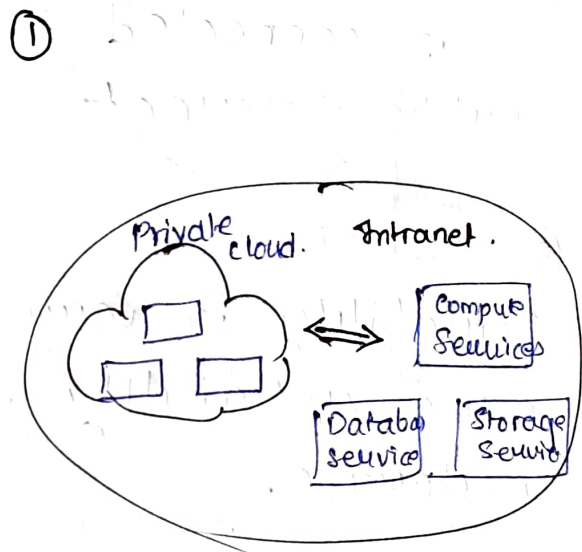 ①
Private cloud. Intranet.
Compute
Services
Databa
service
Storage
Servic